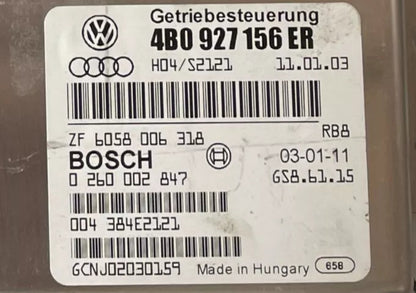 Getriebesteuerung
4B0 927 156 ER
H04/S2121 11.01.03
ZF 6058 006 318 RB8
BOSCH 03-01-11
0 260 002 847 GS8.61.15
004 384E2121
GCNJ02030159 Made in Hungary 658